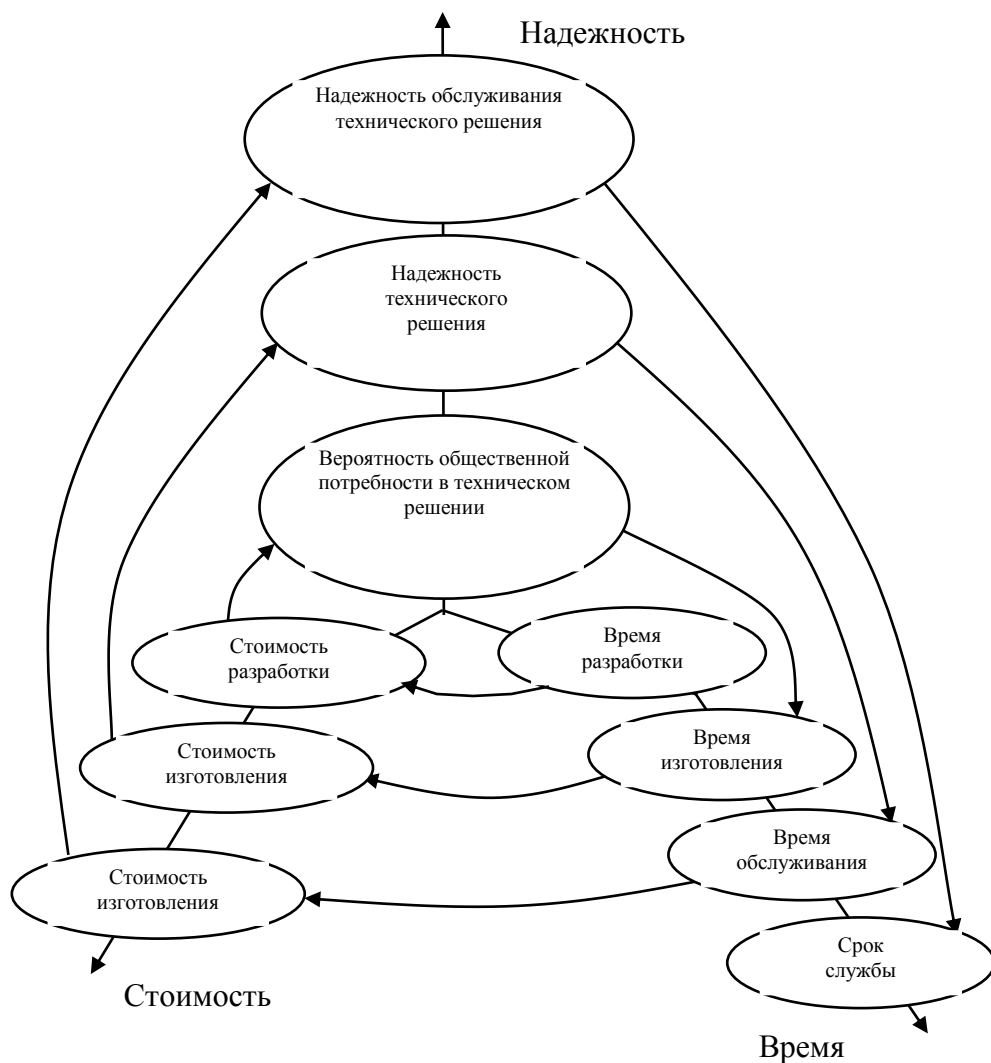 Надежность
Надежность обслуживания
технического решения
Надежность
технического
решения
Вероятность общественной
потребности в техническом
решении
Стоимость
разработки
Время
разработки
Стоимость
изготовления
Время
изготовления
Стоимость
изготовления
Время
обслуживания
Срок
службы
Стоимость
Время